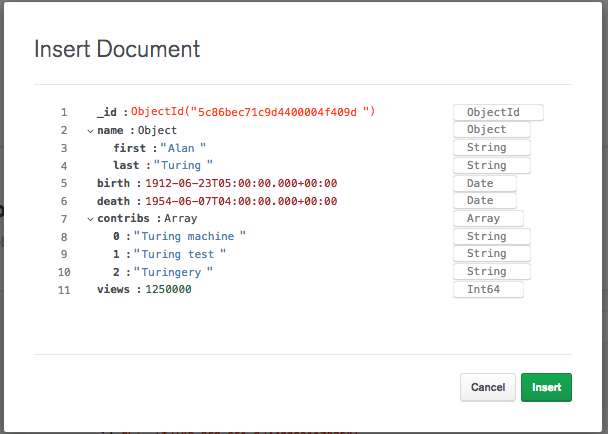 Insert Document
1 _id : ObjectId("5c86bec71c9d4400004f409d ") ObjectId
2 name : Object Object
3 first : "Alan " String
4 last : "Turing " String
5 birth : 1912-06-23T05:00:00.000+00:00 Date
6 death : 1954-06-07T04:00:00.000+00:00 Date
7 contribs : Array Array
8 0 : "Turing machine " String
9 1 : "Turing test " String
10 2 : "Turingery " String
11 views : 1250000 Int64
Cancel Insert